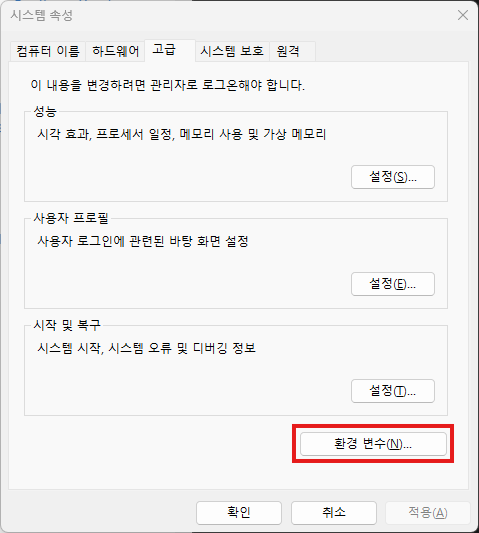 시스템 속성
컴퓨터 이름 하드웨어 고급 시스템 보호 원격
이 내용을 변경하려면 관리자로 로그온해야 합니다.
성능
시각 효과, 프로세서 일정, 메모리 사용 및 가상 메모리
설정(S)...
사용자 프로필
사용자 로그인에 관련된 바탕 화면 설정
설정(E)...
시작 및 복구
시스템 시작, 시스템 오류 및 디버깅 정보
설정(T)...
환경 변수(N)...
확인 취소 적용(A)